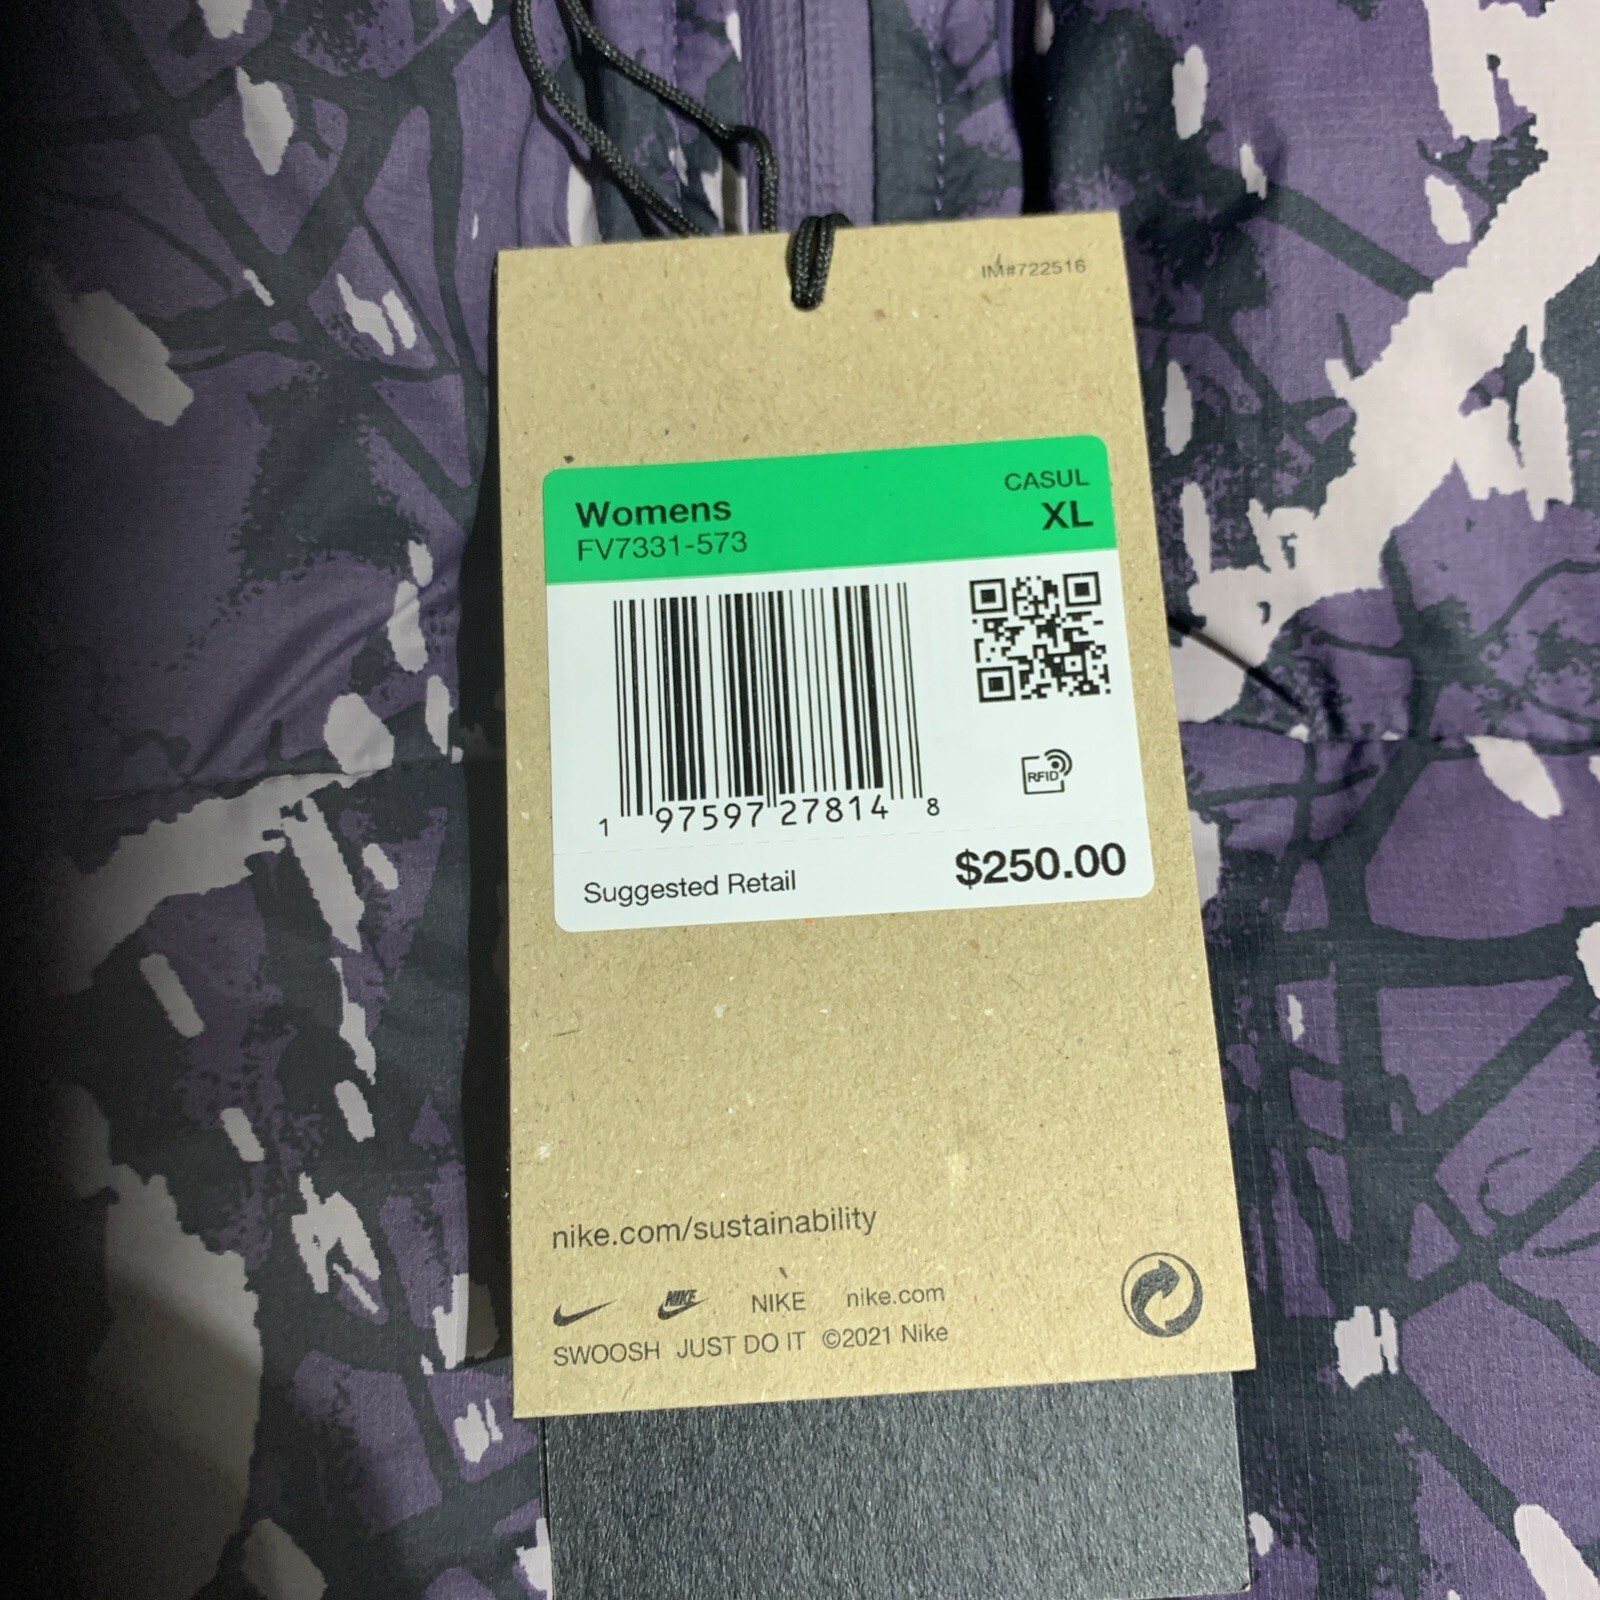 IM#722516
Womens
CASUL
FV7331-573
XL
RFID
1 97597 27814 8
Suggested Retail
$250.00
nike.com/sustainability
NIKE NIKE nike.com
SWOOSH JUST DO IT ©2021 Nike